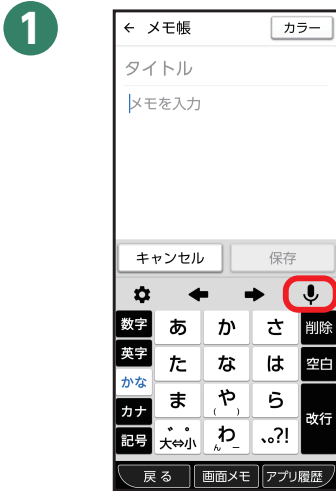 1
← メモ帳 カラー
タイトル
メモを入力
キャンセル 保存
数字 あ か さ 削除
英字 た な は 空白
かな
カナ ま や ( ) ら 改行
記号 大⇔小 ゛ ゜ わ ん ー 、。?!
戻る 画面メモ アプリ履歴